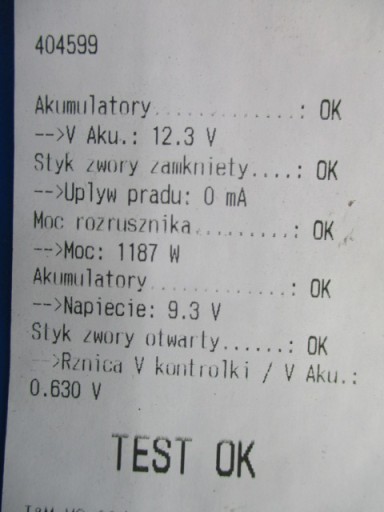 404599
Akumulatory..............: OK
-->V Aku.: 12.3 V
Styk zwory zamkniety....: OK
-->Uplyw pradu: 0 mA
Moc rozrusznika.........: OK
-->Moc: 1187 W
Akumulatory..............: OK
-->Napiecie: 9.3 V
Styk zwory otwarty......: OK
-->Rznica V kontrolki / V Aku.:
0.630 V
TEST OK